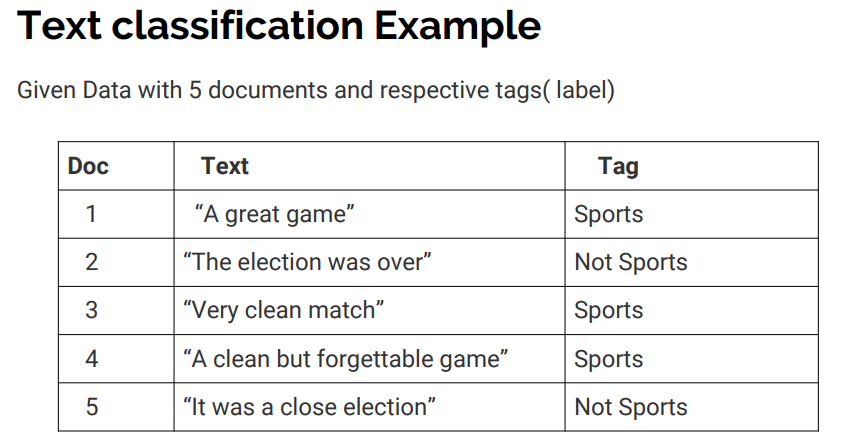 Text classification Example
Given Data with 5 documents and respective tags( label)
Doc Text Tag
1 “A great game” Sports
2 “The election was over” Not Sports
3 “Very clean match” Sports
4 “A clean but forgettable game” Sports
5 “It was a close election” Not Sports